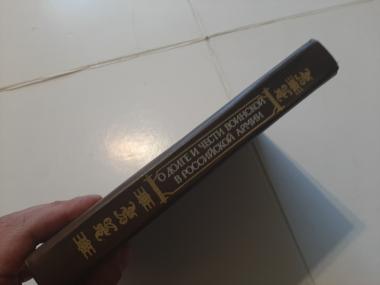 О ДОЛГЕ И ЧЕСТИ ВОИНСКОЙ
В РОССИЙСКОЙ АРМИИ